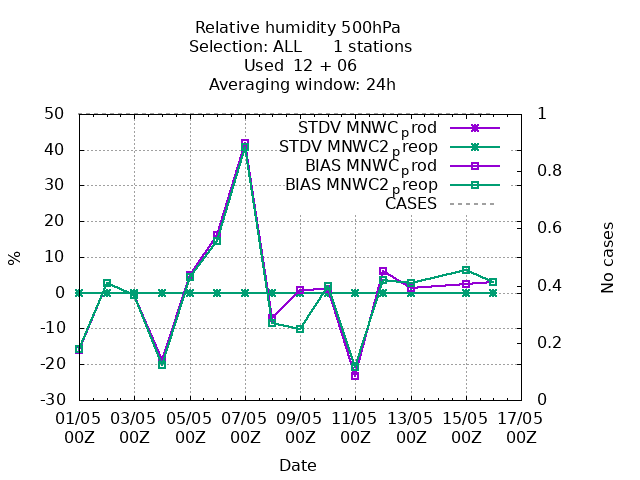 Relative humidity 500hPa
Selection: ALL 1 stations
Used 12 + 06
Averaging window: 24h
50 1
STDV MNWC_prod
40
STDV MNWC2_preop
0.8
BIAS MNWC_prod
30
BIAS MNWC2_preop
CASES
20 0.6
%
No cases
10
0 0.4
-10
0.2
-20
-30 0
01/05 03/05 05/05 07/05 09/05 11/05 13/05 15/05 17/05
00Z 00Z 00Z 00Z 00Z 00Z 00Z 00Z 00Z
Date